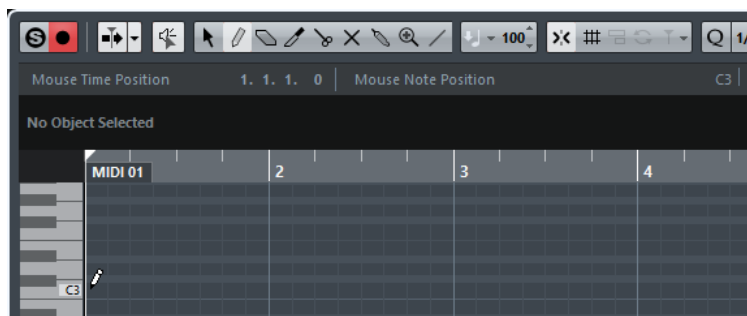 S 100 Q 1/
Mouse Time Position 1. 1. 1. 0 Mouse Note Position C3
No Object Selected
MIDI 01 2 3 4
C3